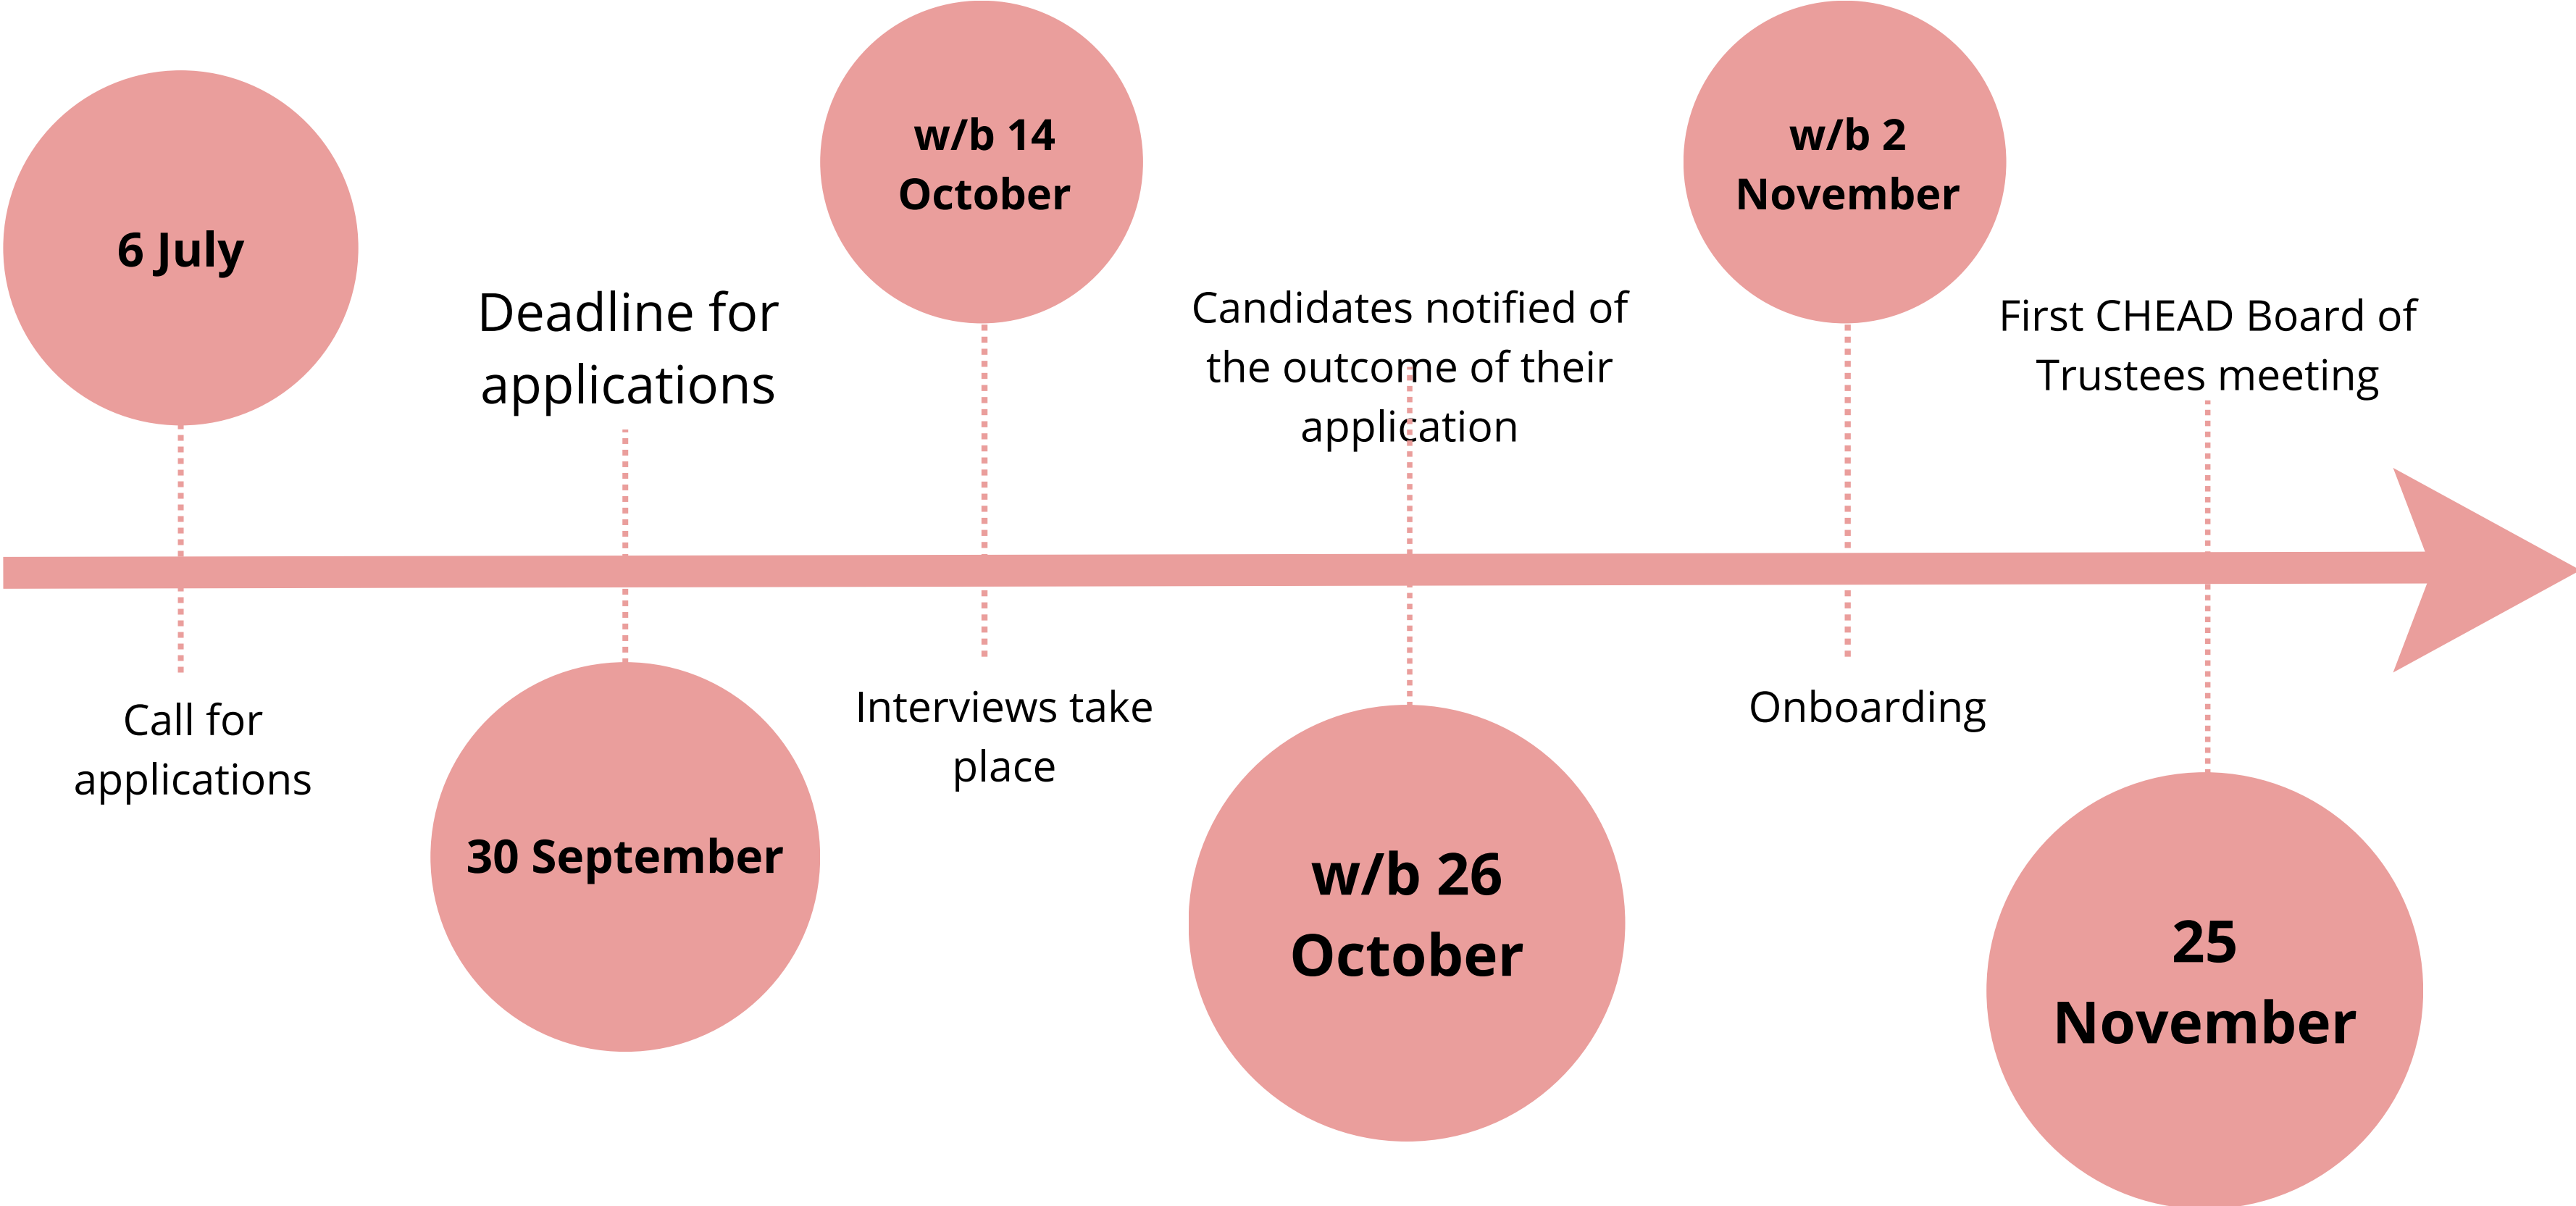 6 July
Call for
applications
Deadline for
applications
30 September
w/b 14
October
Interviews take
place
Candidates notified of
the outcome of their
application
w/b 26
October
w/b 2
November
Onboarding
First CHEAD Board of
Trustees meeting
25
November